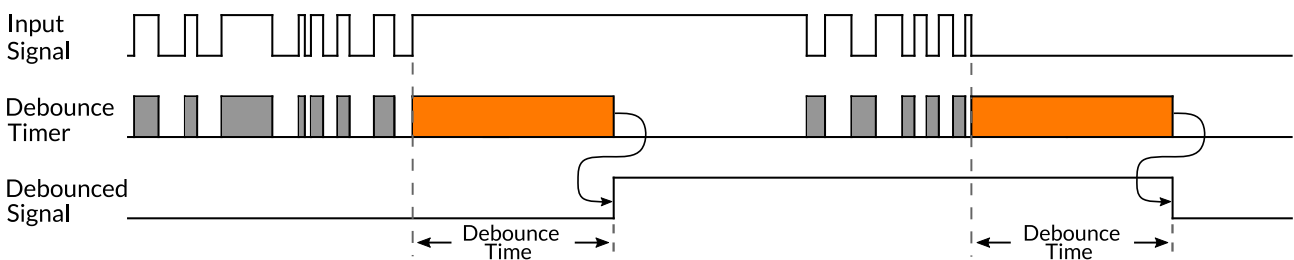 Input
Signal
Debounce
Timer
Debounced
Signal
Debounce
Time
Debounce
Time